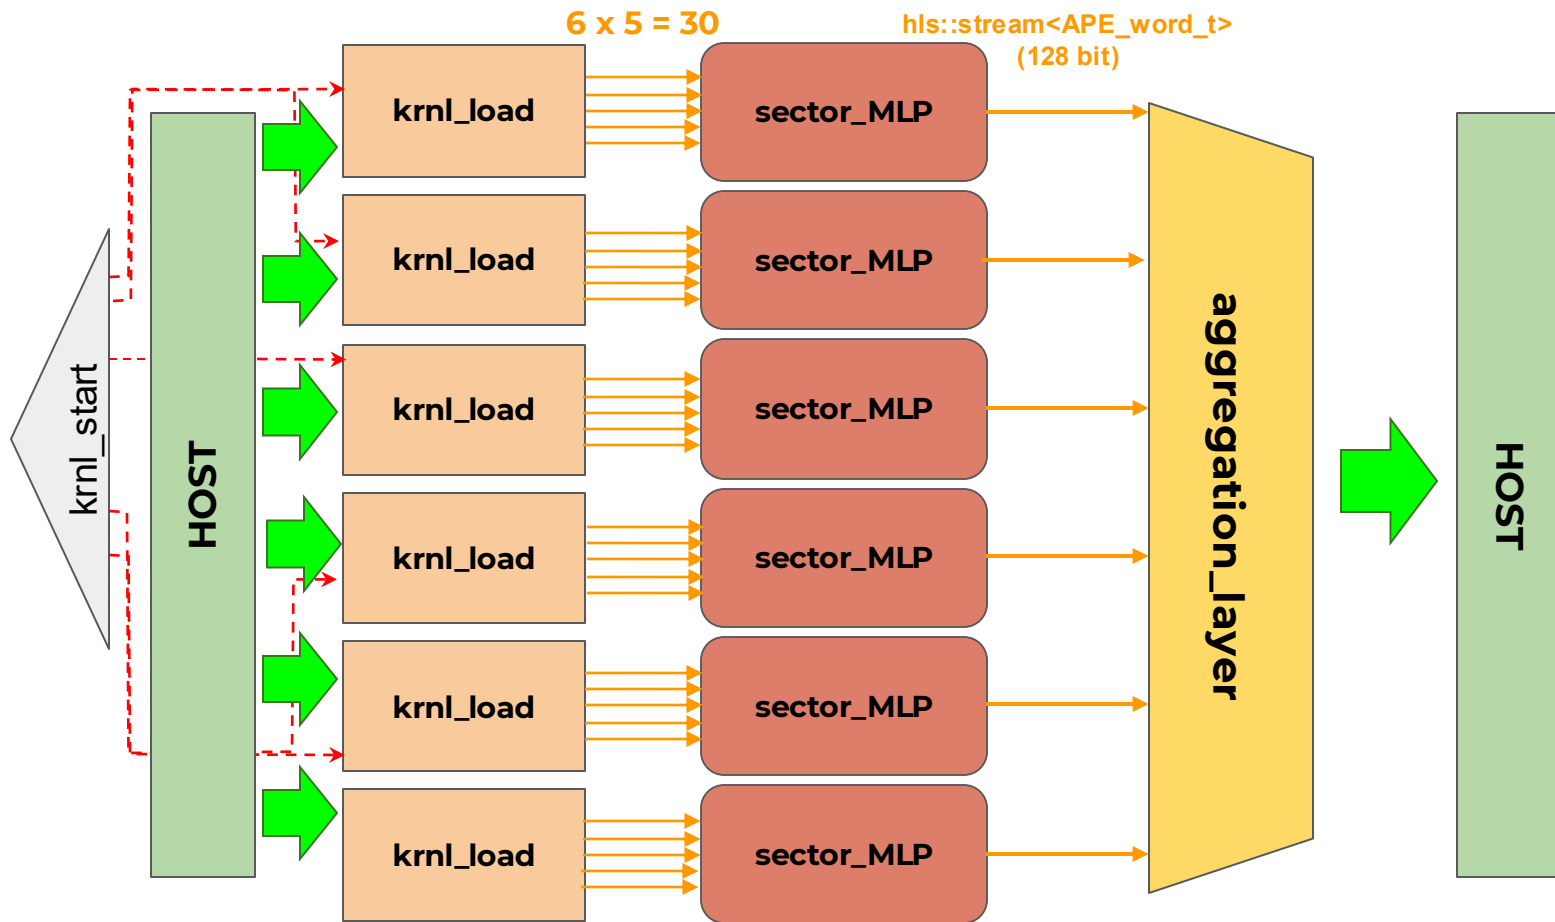 6 x 5 = 30
hls::stream<APE_word_t>
(128 bit)
krnl_start
HOST
krnl_load
sector_MLP
krnl_load
sector_MLP
krnl_load
sector_MLP
krnl_load
sector_MLP
krnl_load
sector_MLP
krnl_load
sector_MLP
aggregation_layer
HOST